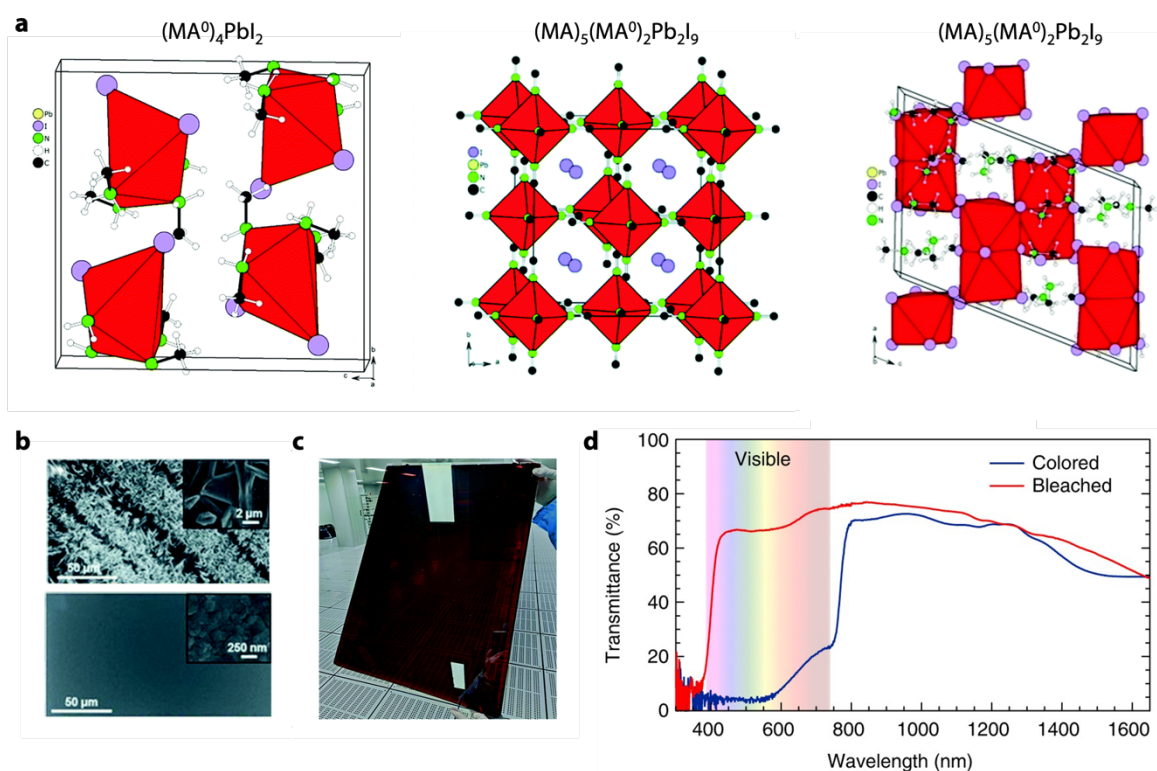 a
(MA⁰)₄PbI₂
(MA)₅(MA⁰)₂Pb₂I₉
(MA)₅(MA⁰)₂Pb₂I₉
Pb
I
N
H
C
b
c
a
I
Pb
N
C
b
a
Pb
I
C
H
N
a
c
b
2 µm
50 µm
250 nm
50 µm
c
d
Transmittance (%)
100
80
60
40
20
0
Visible
Colored
Bleached
400
600
800
1000
1200
1400
1600
Wavelength (nm)